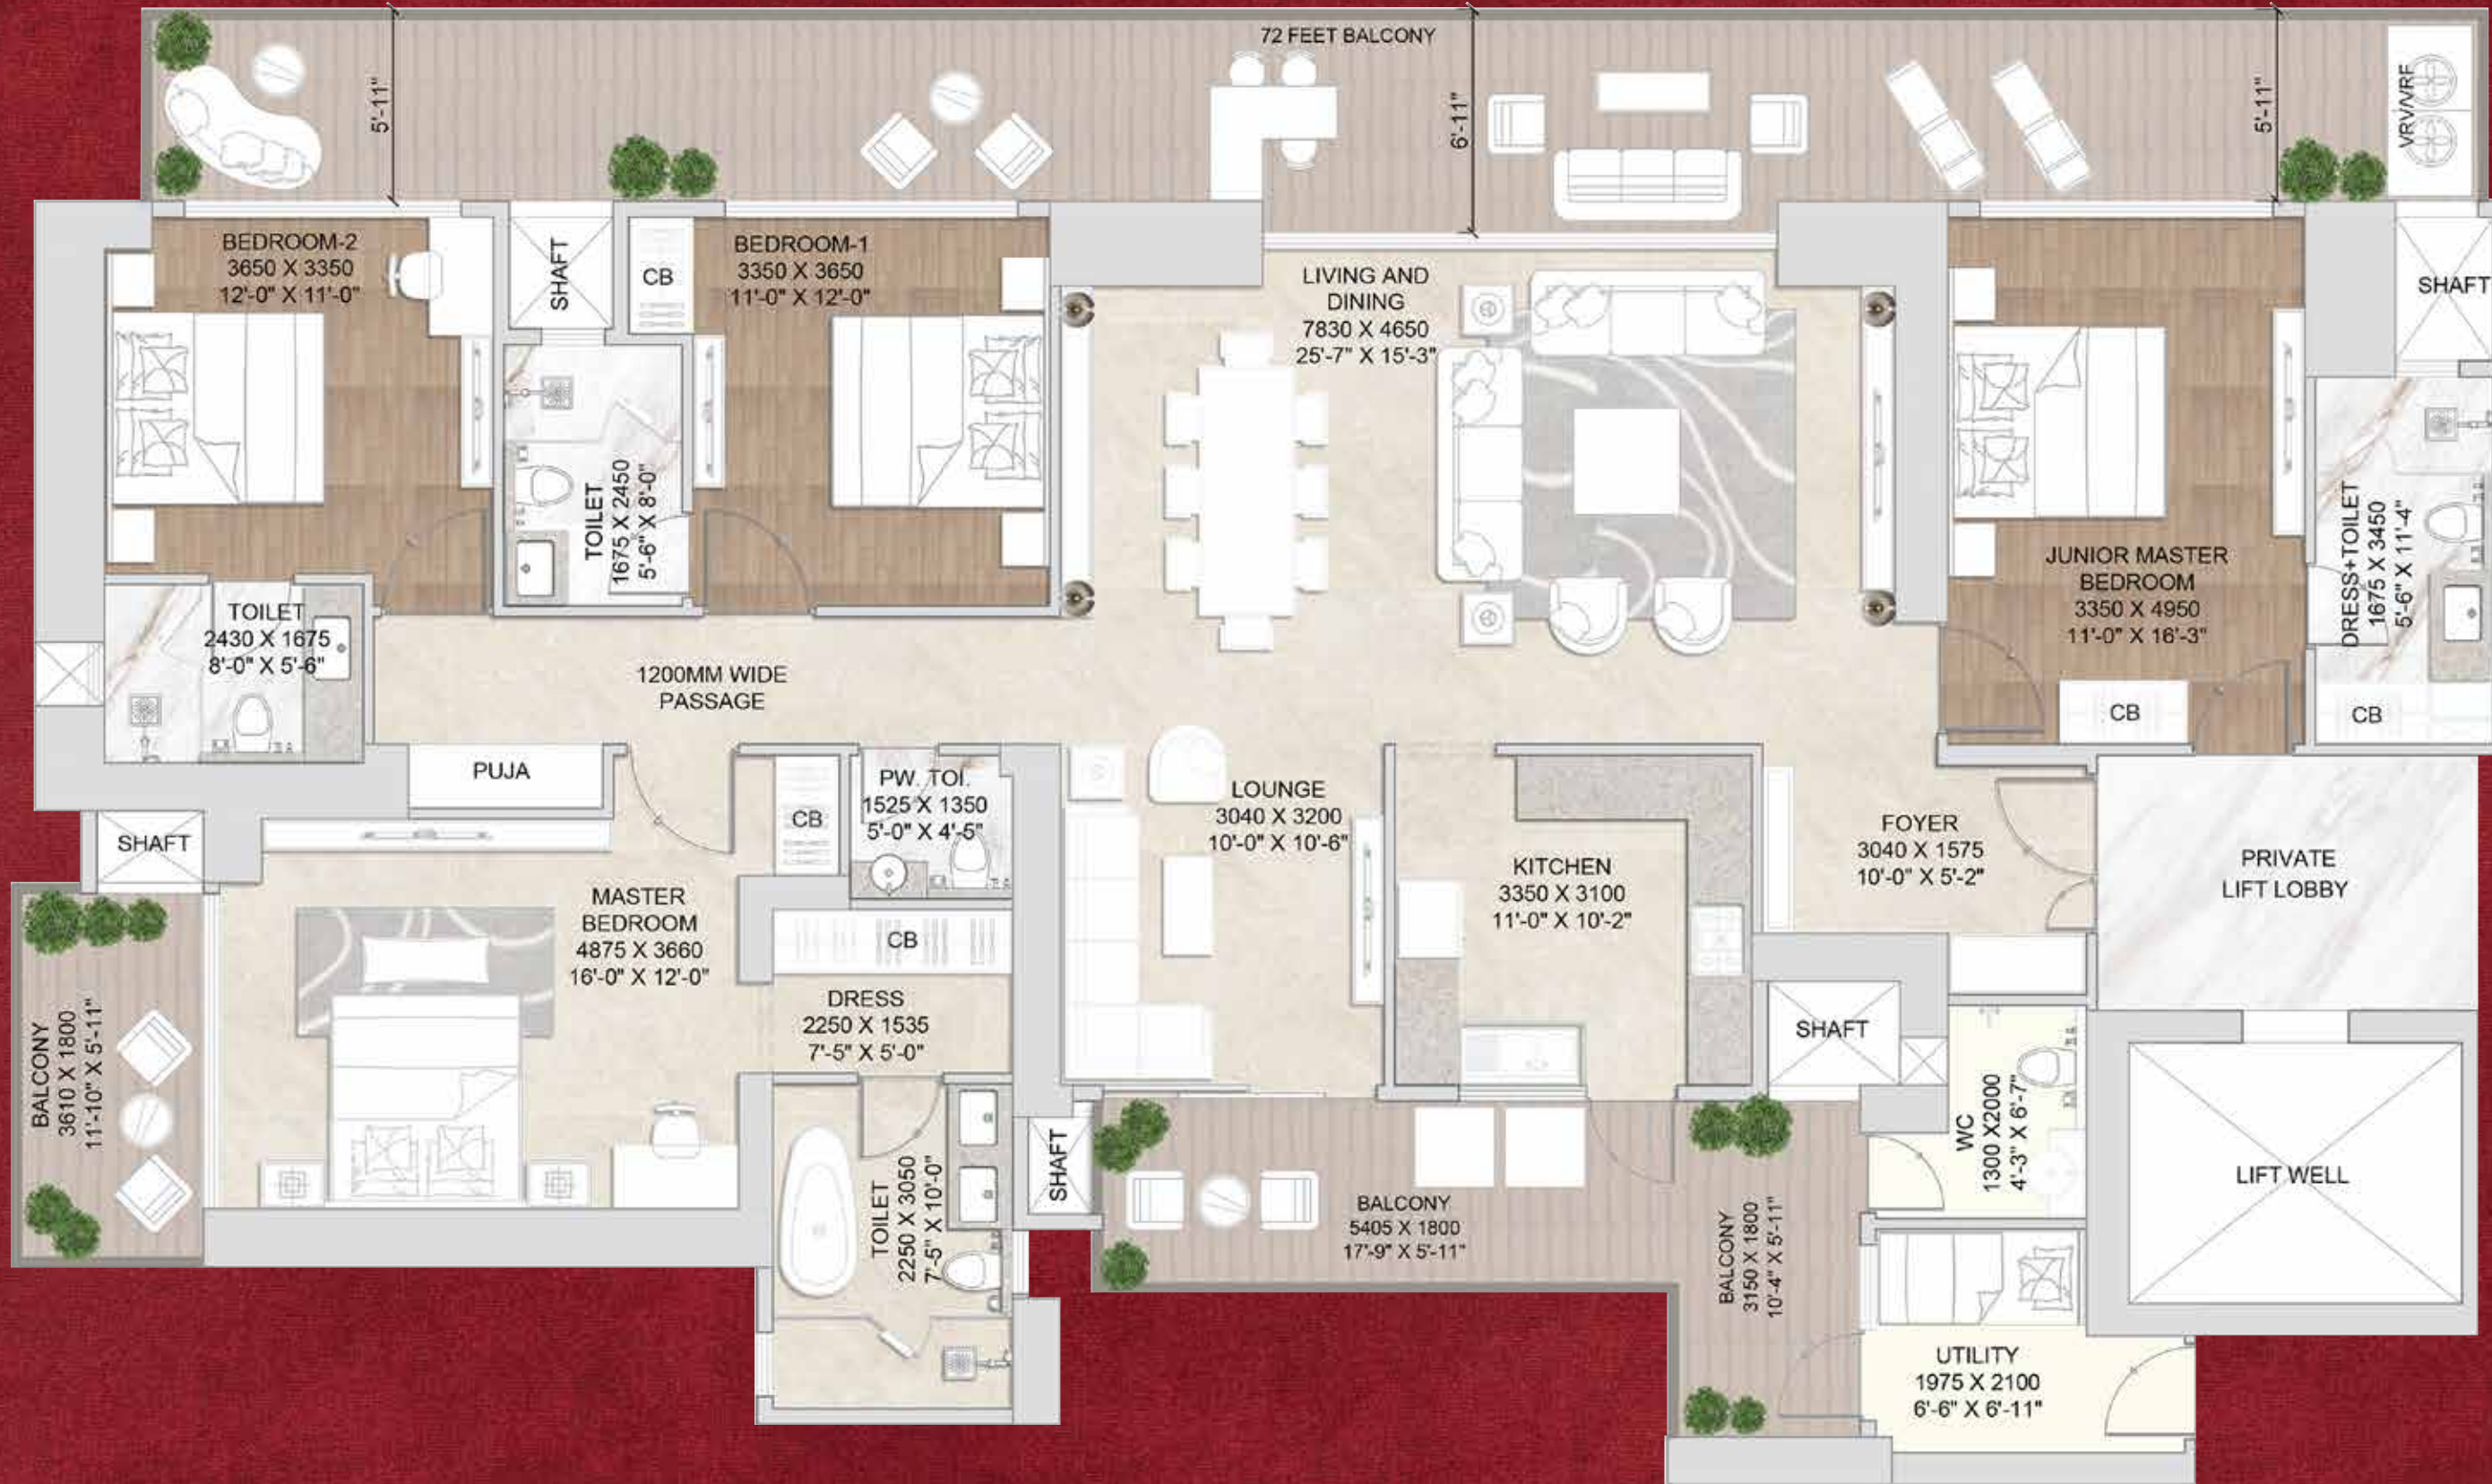 72 FEET BALCONY
5'-11"
6'-11"
5'-11"
VRV/VRF
BEDROOM-2
3650 X 3350
12'-0" X 11'-0"
SHAFT
CB
BEDROOM-1
3350 X 3650
11'-0" X 12'-0"
LIVING AND
DINING
7830 X 4650
25'-7" X 15'-3"
SHAFT
TOILET
1675 X 2450
5'-6" X 8'-0"
JUNIOR MASTER
BEDROOM
3350 X 4950
11'-0" X 16'-3"
DRESS+TOILET
1675 X 3450
5'-6" X 11'-4"
TOILET
2430 X 1675
8'-0" X 5'-6"
1200MM WIDE
PASSAGE
CB
CB
PUJA
PW. TOI.
1525 X 1350
5'-0" X 4'-5"
CB
LOUNGE
3040 X 3200
10'-0" X 10'-6"
SHAFT
FOYER
3040 X 1575
10'-0" X 5'-2"
KITCHEN
3350 X 3100
11'-0" X 10'-2"
PRIVATE
LIFT LOBBY
MASTER
BEDROOM
4875 X 3660
16'-0" X 12'-0"
CB
DRESS
2250 X 1535
7'-5" X 5'-0"
SHAFT
BALCONY
3610 X 1800
11'-10" X 5'-11"
WC
1300 X2000
4'-3" X 6'-7"
SHAFT
LIFT WELL
TOILET
2250 X 3050
7'-5" X 10'-0"
BALCONY
5405 X 1800
17'-9" X 5'-11"
BALCONY
3150 X 1800
10'-4" X 5'-11"
UTILITY
1975 X 2100
6'-6" X 6'-11"